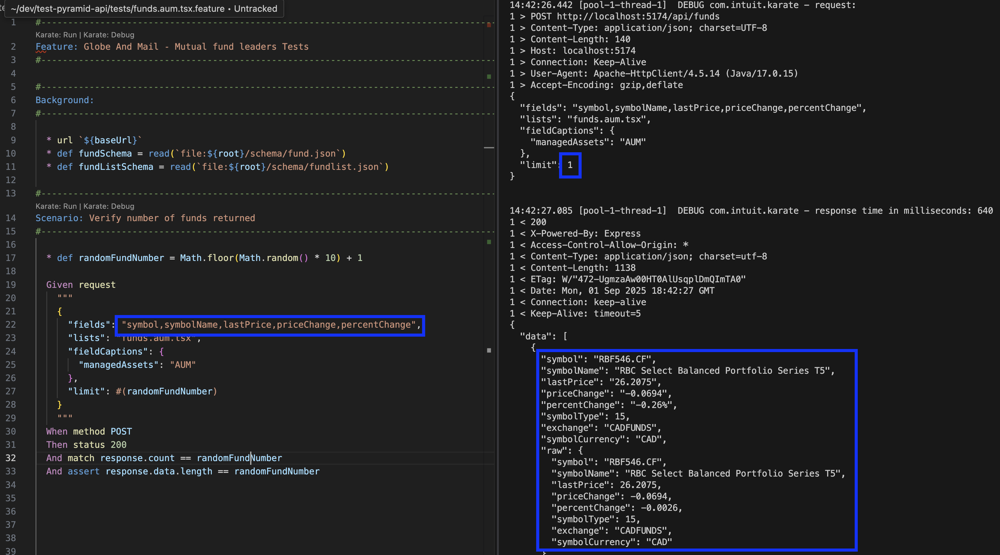 ~/dev/test-pyramid-api/tests/funds.aum.tsx.feature • Untracked
1 #------------------------------------------------------------------------------------
Karate: Run | Karate: Debug
2 Feature: Globe And Mail - Mutual fund leaders Tests
3 #------------------------------------------------------------------------------------
4
5 #------------------------------------------------------------------------------------
6 Background:
7 #------------------------------------------------------------------------------------
8
9 * url `${baseUrl}`
10 * def fundSchema = read(`file:${root}/schema/fund.json`)
11 * def fundListSchema = read(`file:${root}/schema/fundlist.json`)
12
13 #------------------------------------------------------------------------------------
Karate: Run | Karate: Debug
14 Scenario: Verify number of funds returned
15 #------------------------------------------------------------------------------------
16
17 * def randomFundNumber = Math.floor(Math.random() * 10) + 1
18
19 Given request
20 """
21 {
22 "fields": "symbol,symbolName,lastPrice,priceChange,percentChange",
23 "lists": "funds.aum.tsx",
24 "fieldCaptions": {
25 "managedAssets": "AUM"
26 },
27 "limit": #(randomFundNumber)
28 }
29 """
30 When method POST
31 Then status 200
32 And match response.count == randomFundNumber
33 And assert response.data.length == randomFundNumber
34
35
36
37
38
39
14:42:26.442 [pool-1-thread-1]  DEBUG com.intuit.karate - request:
1 > POST http://localhost:5174/api/funds
1 > Content-Type: application/json; charset=UTF-8
1 > Content-Length: 140
1 > Host: localhost:5174
1 > Connection: Keep-Alive
1 > User-Agent: Apache-HttpClient/4.5.14 (Java/17.0.15)
1 > Accept-Encoding: gzip,deflate
{
"fields": "symbol,symbolName,lastPrice,priceChange,percentChange",
"lists": "funds.aum.tsx",
"fieldCaptions": {
"managedAssets": "AUM"
},
"limit": 1
}
14:42:27.085 [pool-1-thread-1]  DEBUG com.intuit.karate - response time in milliseconds: 640
1 < 200
1 < X-Powered-By: Express
1 < Access-Control-Allow-Origin: *
1 < Content-Type: application/json; charset=utf-8
1 < Content-Length: 1138
1 < ETag: W/"472-UgmzaAw00HT0AlUsqplDmQImTA0"
1 < Date: Mon, 01 Sep 2025 18:42:27 GMT
1 < Connection: keep-alive
1 < Keep-Alive: timeout=5
{
"data": [
{
"symbol": "RBF546.CF",
"symbolName": "RBC Select Balanced Portfolio Series T5",
"lastPrice": "26.2075",
"priceChange": "-0.0694",
"percentChange": "-0.26%",
"symbolType": 15,
"exchange": "CADFUNDS",
"symbolCurrency": "CAD",
"raw": {
"symbol": "RBF546.CF",
"symbolName": "RBC Select Balanced Portfolio Series T5",
"lastPrice": 26.2075,
"priceChange": -0.0694,
"percentChange": -0.0026,
"symbolType": 15,
"exchange": "CADFUNDS",
"symbolCurrency": "CAD"
}